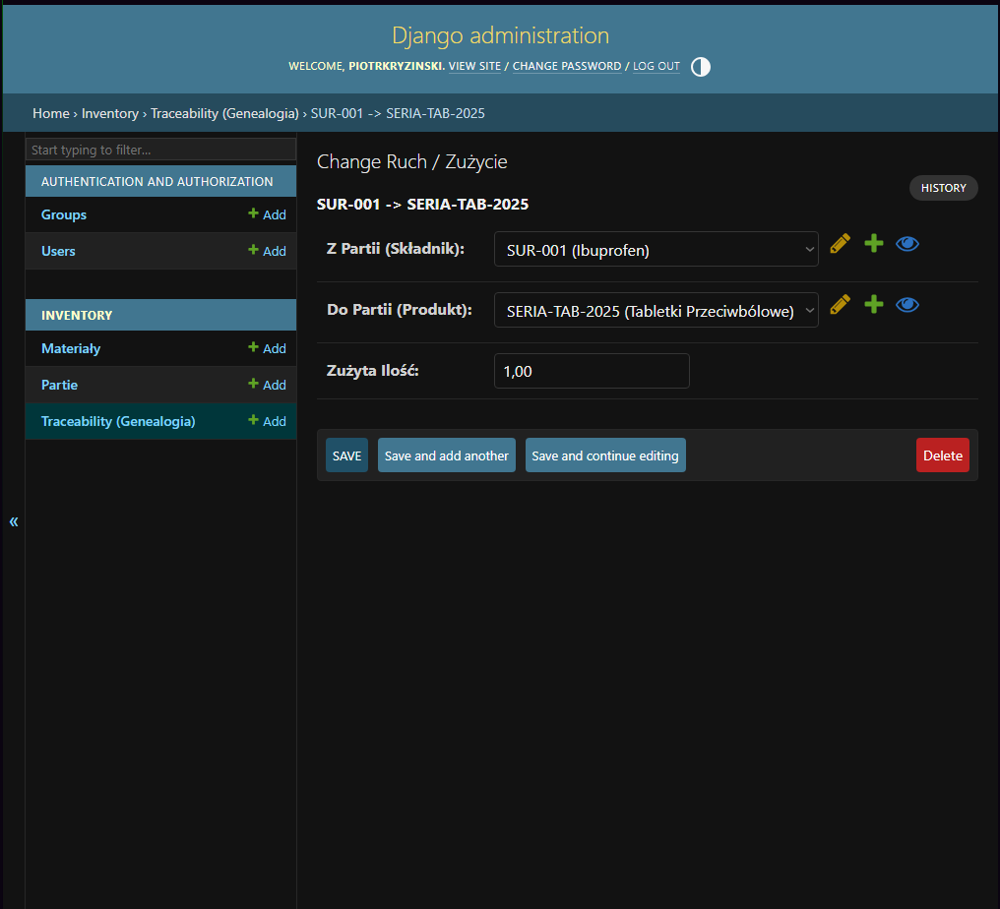 Django administration
WELCOME, PIOTRKRYZINSKI. VIEW SITE / CHANGE PASSWORD / LOG OUT
Home › Inventory › Traceability (Genealogia) › SUR-001 -> SERIA-TAB-2025
Start typing to filter...
AUTHENTICATION AND AUTHORIZATION
Groups + Add
Users + Add
INVENTORY
Materiały + Add
Partie + Add
Traceability (Genealogia) + Add
«
Change Ruch / Zużycie
HISTORY
SUR-001 -> SERIA-TAB-2025
Z Partii (Składnik): SUR-001 (Ibuprofen)
Do Partii (Produkt): SERIA-TAB-2025 (Tabletki Przeciwbólowe)
Zużyta Ilość: 1,00
SAVE Save and add another Save and continue editing Delete